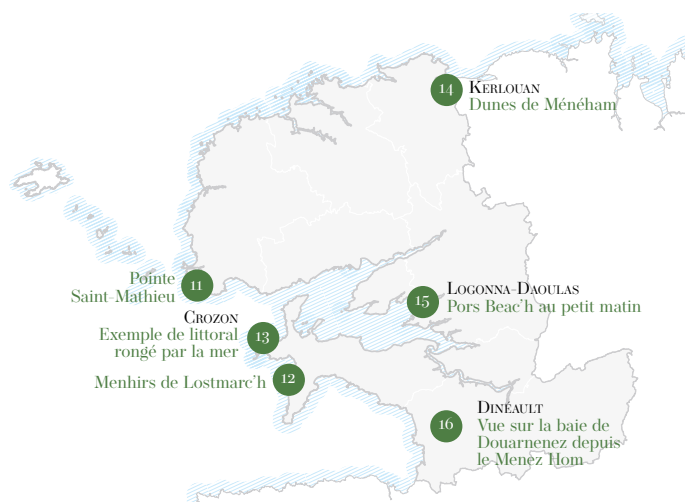 14
KERLOUAN
Dunes de Ménéham
11
Pointe
Saint-Mathieu
15
LOGONNA-DAOULAS
Pors Beac'h au petit matin
CROZON
13
Exemple de littoral
rongé par la mer
12
Menhirs de Lostmarc'h
16
DINÉAULT
Vue sur la baie de
Douarnenez depuis
le Menez Hom